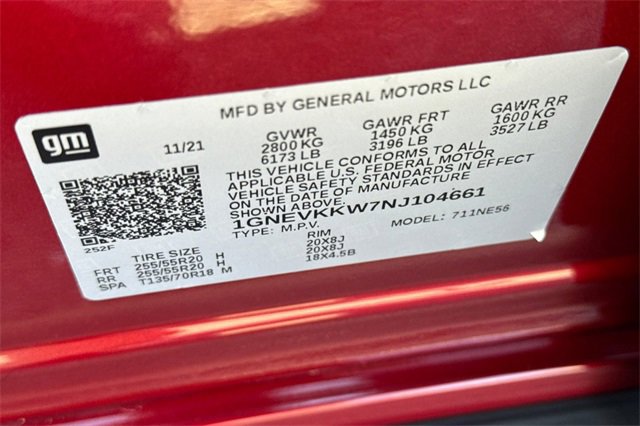 MFD BY GENERAL MOTORS LLC
gm
11/21
GVWR GAWR FRT GAWR RR
2800 KG 1450 KG 1600 KG
6173 LB 3196 LB 3527 LB
THIS VEHICLE CONFORMS TO ALL
APPLICABLE U.S. FEDERAL MOTOR
VEHICLE SAFETY STANDARDS IN EFFECT
ON THE DATE OF MANUFACTURE
SHOWN ABOVE.
1GNEVKKW7NJ104661
TYPE: M.P.V. MODEL: 711NE56
252F
TIRE SIZE RIM
FRT 255/55R20 H 20X8J
RR 255/55R20 H 20X8J
SPA T135/70R18 M 18X4.5B